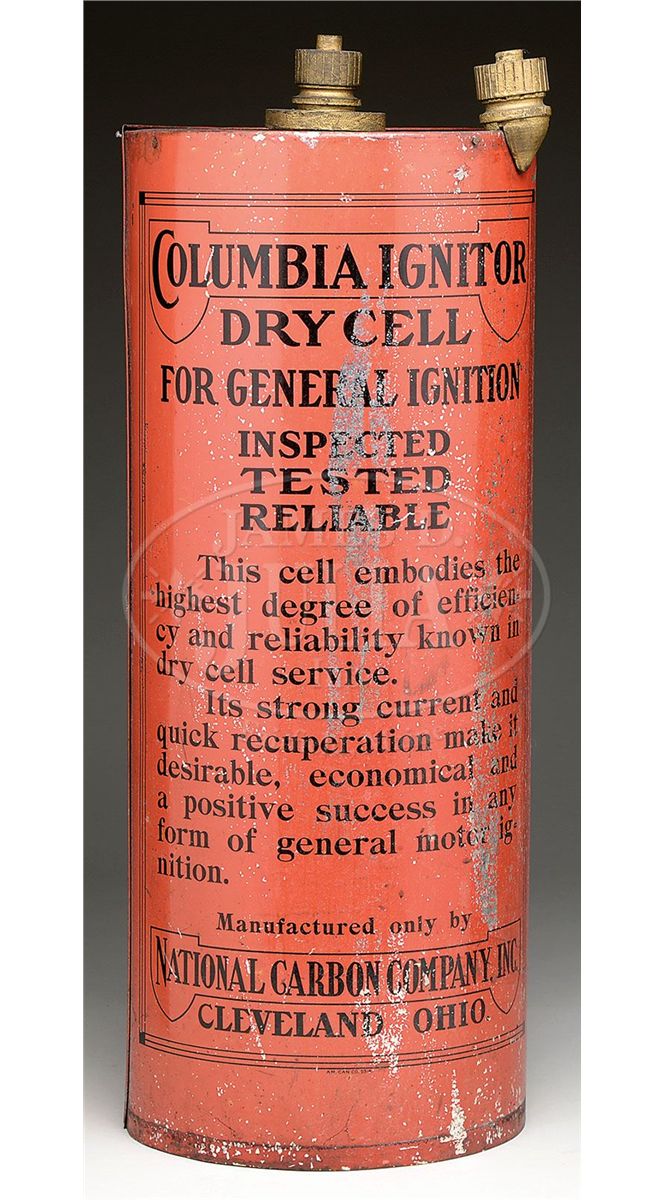 COLUMBIA IGNITOR
DRY CELL
FOR GENERAL IGNITION
INSPECTED
TESTED
RELIABLE
This cell embodies the
highest degree of efficien-
cy and reliability known in
dry cell service.
Its strong current and
quick recuperation make it
desirable, economical and
a positive success in any
form of general motor ig-
nition.
Manufactured only by
NATIONAL CARBON COMPANY, INC.
CLEVELAND OHIO.
JAMES D.
JULIA